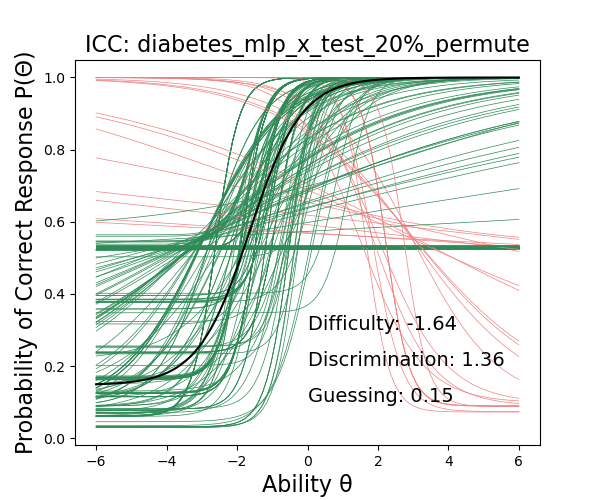 ICC: diabetes_mlp_x_test_20%_permute
Probability of Correct Response P(Θ)
1.0
0.8
0.6
0.4
0.2
0.0
Difficulty: -1.64
Discrimination: 1.36
Guessing: 0.15
−6 −4 −2 0 2 4 6
Ability θ